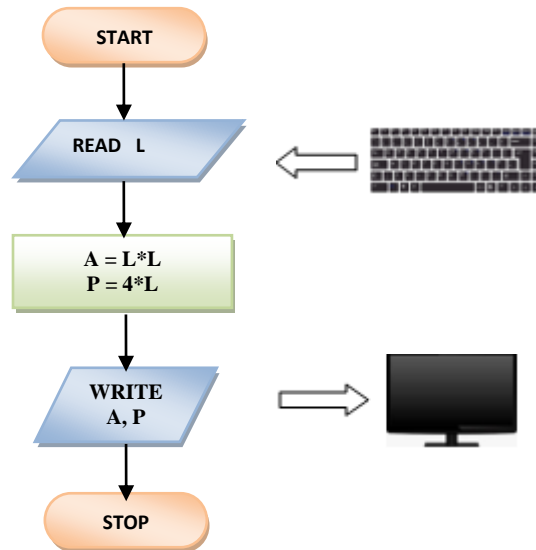 START
READ L
A = L*L
P = 4*L
WRITE
A, P
STOP